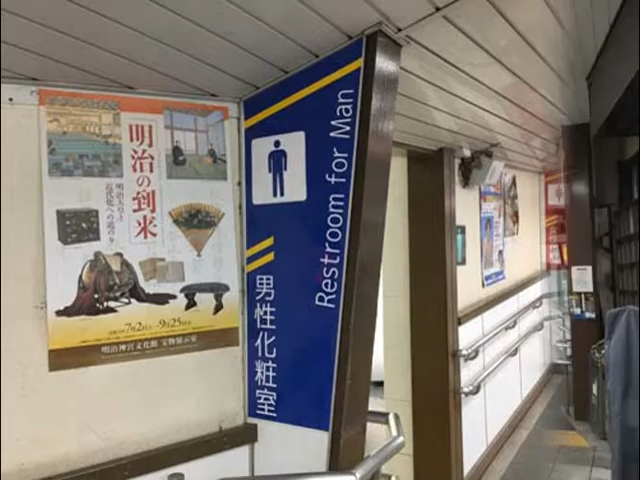 明治の到来
明治天皇と
近代化への道のり
7月2日
9月25日
明治神宮文化館 宝物展示室
Restroom for Man
男性化粧室